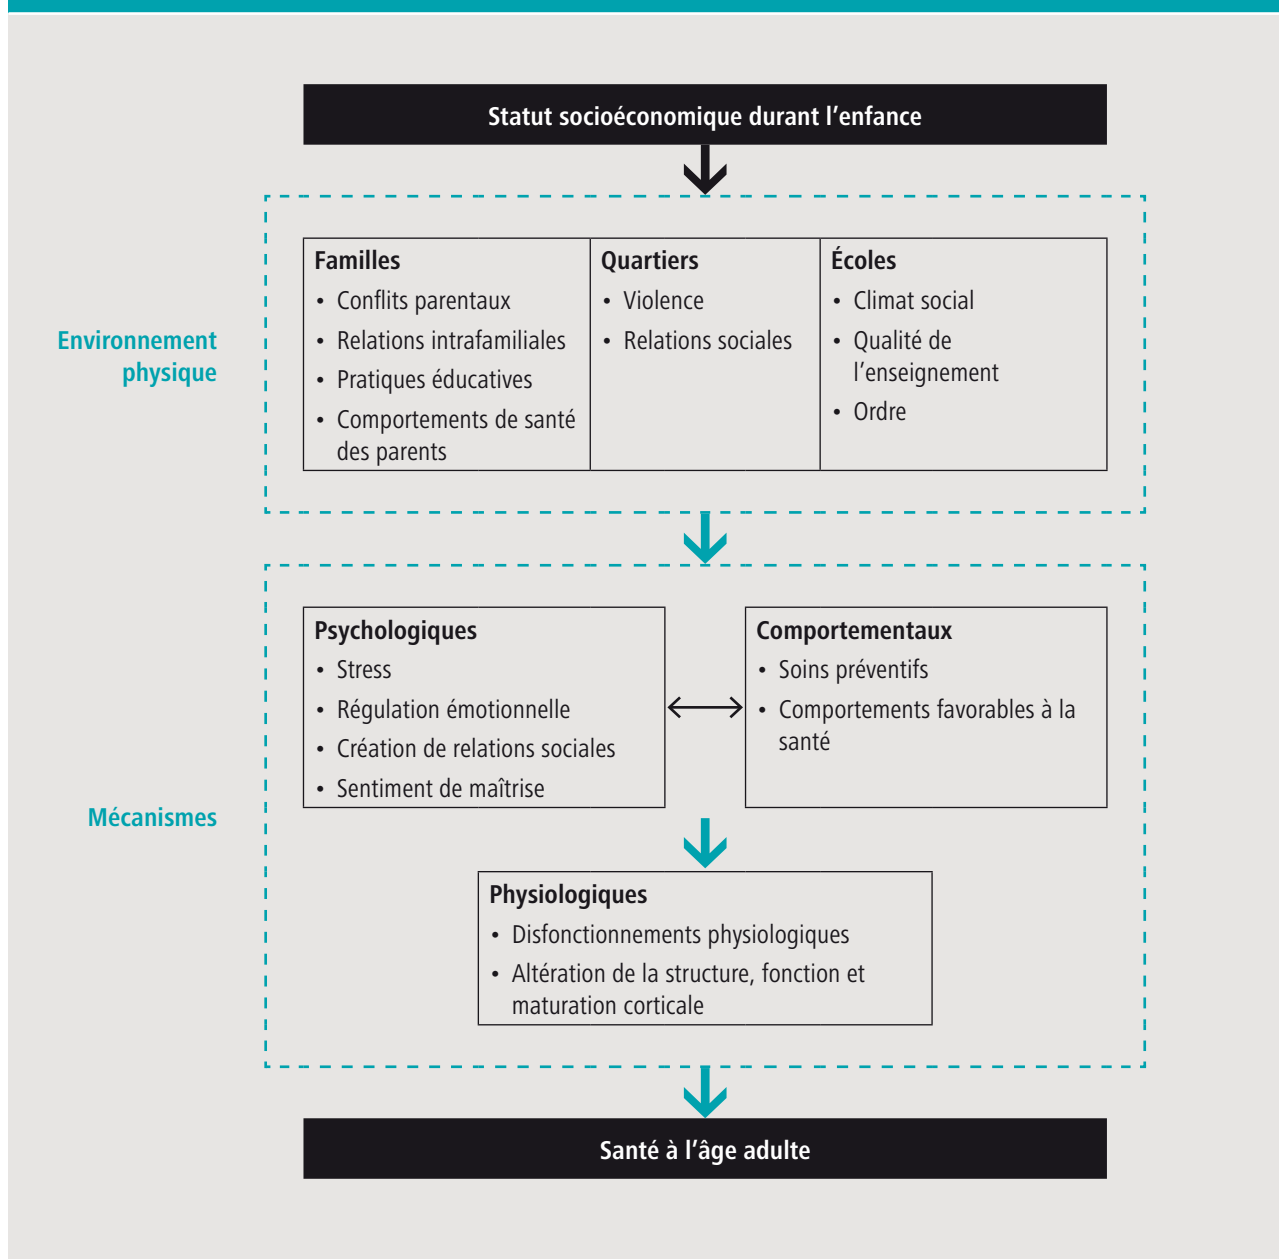 Statut socioéconomique durant l'enfance
Environnement
physique
Familles
• Conflits parentaux
• Relations intrafamiliales
• Pratiques éducatives
• Comportements de santé
des parents
Quartiers
• Violence
• Relations sociales
Écoles
• Climat social
• Qualité de
l'enseignement
• Ordre
Mécanismes
Psychologiques
• Stress
• Régulation émotionnelle
• Création de relations sociales
• Sentiment de maîtrise
Comportementaux
• Soins préventifs
• Comportements favorables à la
santé
Physiologiques
• Disfonctionnements physiologiques
• Altération de la structure, fonction et
maturation corticale
Santé à l'âge adulte